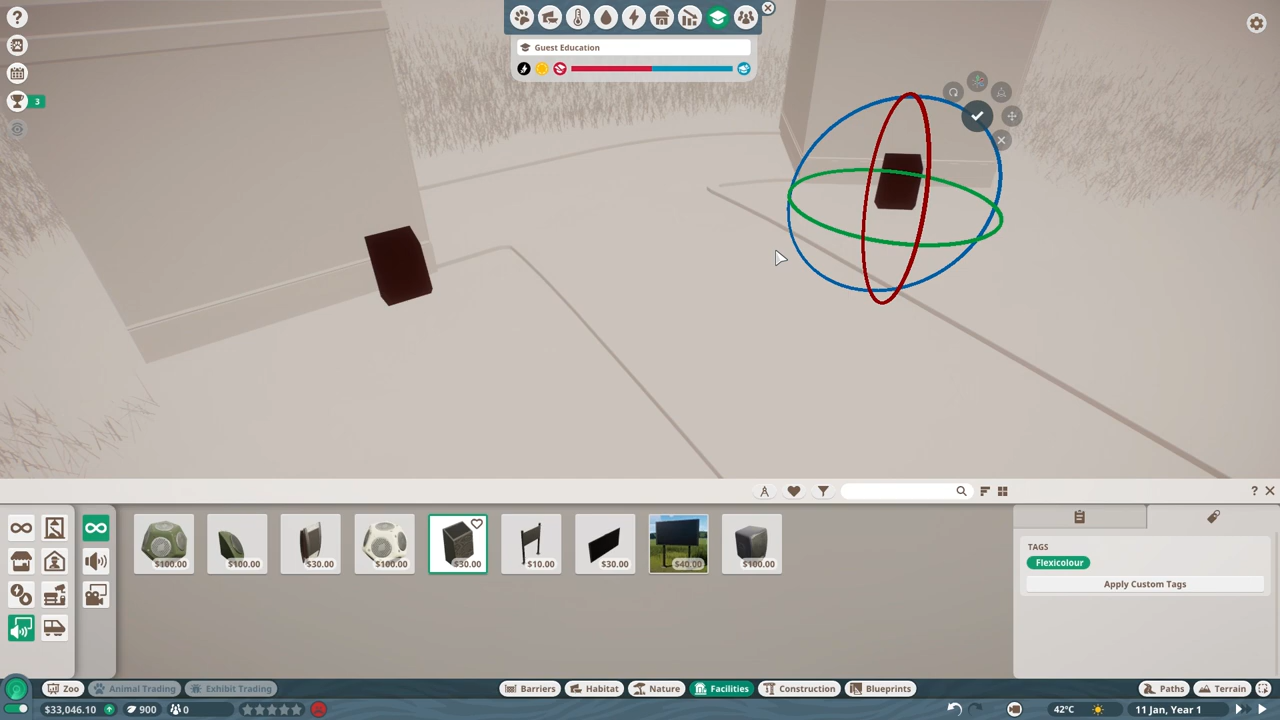 ?
Guest Education
3
?
$100.00
$100.00
$30.00
$100.00
$30.00
$10.00
$30.00
$40.00
$100.00
TAGS
Flexicolour
Apply Custom Tags
Zoo
Animal Trading
Exhibit Trading
Barriers
Habitat
Nature
Facilities
Construction
Blueprints
Paths
Terrain
$33,046.10
900
0
42°C
11 Jan, Year 1